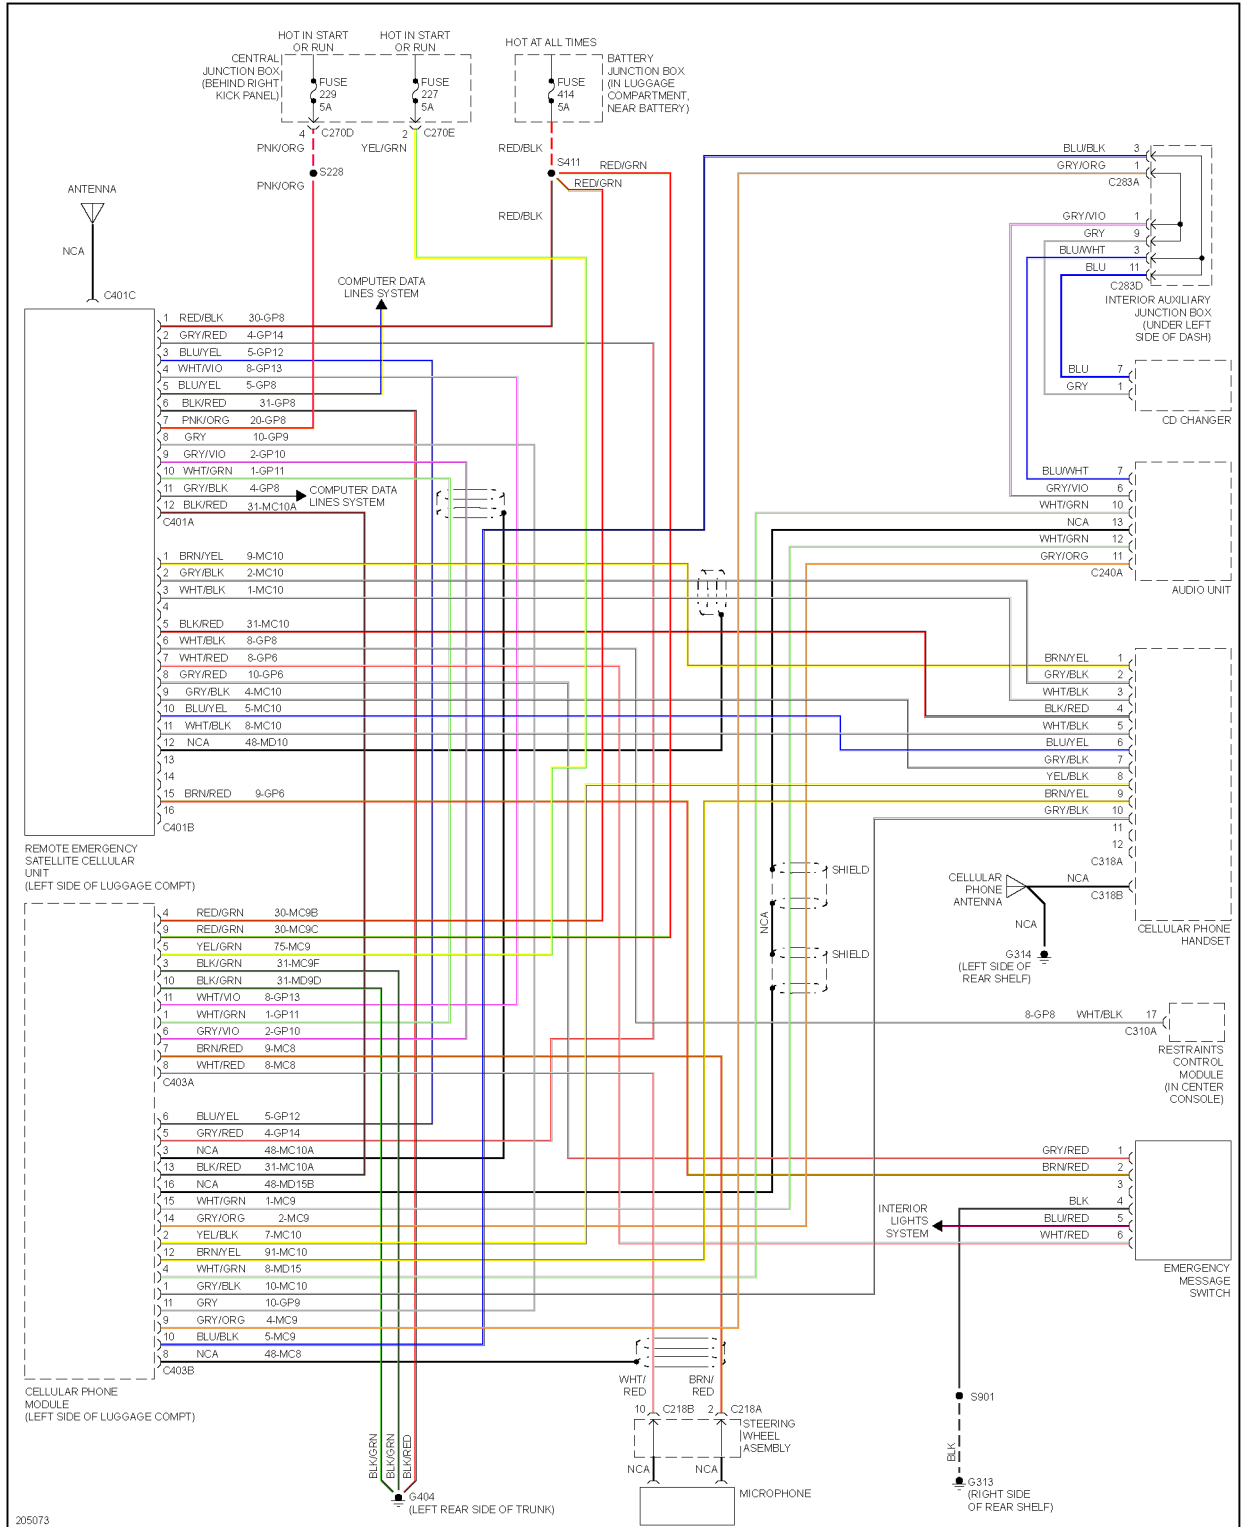 HOT IN START
OR RUN
HOT IN START
OR RUN
HOT AT ALL TIMES
CENTRAL
JUNCTION BOX
(BEHIND RIGHT
KICK PANEL)
FUSE
229
5A
FUSE
227
5A
FUSE
414
5A
BATTERY
JUNCTION BOX
(IN LUGGAGE
COMPARTMENT,
NEAR BATTERY)
4 C270D
2 C270E
PNK/ORG
YEL/GRN
RED/BLK
S228
PNK/ORG
S411
RED/GRN
RED/GRN
RED/BLK
ANTENNA
NCA
C401C
COMPUTER DATA
LINES SYSTEM
1 RED/BLK 30-GP8
2 GRY/RED 4-GP14
3 BLU/YEL 5-GP12
4 WHT/VIO 8-GP13
5 BLU/YEL 5-GP8
6 BLK/RED 31-GP8
7 PNK/ORG 20-GP8
8 GRY 10-GP9
9 GRY/VIO 2-GP10
10 WHT/GRN 1-GP11
11 GRY/BLK 4-GP8
12 BLK/RED 31-MC10A
C401A
COMPUTER DATA
LINES SYSTEM
1 BRN/YEL 9-MC10
2 GRY/BLK 2-MC10
3 WHT/BLK 1-MC10
4
5 BLK/RED 31-MC10
6 WHT/BLK 8-GP8
7 WHT/RED 8-GP6
8 GRY/RED 10-GP6
9 GRY/BLK 4-MC10
10 BLU/YEL 5-MC10
11 WHT/BLK 8-MC10
12 NCA 48-MD10
13
14
15 BRN/RED 9-GP6
16
C401B
REMOTE EMERGENCY
SATELLITE CELLULAR
UNIT
(LEFT SIDE OF LUGGAGE COMPT)
4 RED/GRN 30-MC9B
9 RED/GRN 30-MC9C
5 YEL/GRN 75-MC9
3 BLK/GRN 31-MC9F
10 BLK/GRN 31-MD9D
11 WHT/VIO 8-GP13
1 WHT/GRN 1-GP11
6 GRY/VIO 2-GP10
7 BRN/RED 9-MC8
8 WHT/RED 8-MC8
C403A
6 BLU/YEL 5-GP12
5 GRY/RED 4-GP14
3 NCA 48-MC10A
13 BLK/RED 31-MC10A
16 NCA 48-MD15B
15 WHT/GRN 1-MC9
14 GRY/ORG 2-MC9
2 YEL/BLK 7-MC10
12 BRN/YEL 91-MC10
4 WHT/GRN 8-MD15
1 GRY/BLK 10-MC10
11 GRY 10-GP9
9 GRY/ORG 4-MC9
10 BLU/BLK 5-MC9
8 NCA 48-MC8
C403B
CELLULAR PHONE
MODULE
(LEFT SIDE OF LUGGAGE COMPT)
BLK/GRN
BLK/GRN
BLK/RED
G404
(LEFT REAR SIDE OF TRUNK)
WHT/
RED
BRN/
RED
10 C218B
2 C218A
STEERING
WHEEL
ASEMBLY
NCA
NCA
MICROPHONE
SHIELD
NCA
SHIELD
BLU/BLK 3
GRY/ORG 1
C283A
GRY/VIO 1
GRY 9
BLU/WHT 3
BLU 11
C283D
INTERIOR AUXILIARY
JUNCTION BOX
(UNDER LEFT
SIDE OF DASH)
BLU 7
GRY 1
CD CHANGER
BLU/WHT 7
GRY/VIO 6
WHT/GRN 10
NCA 13
WHT/GRN 12
GRY/ORG 11
C240A
AUDIO UNIT
BRN/YEL 1
GRY/BLK 2
WHT/BLK 3
BLK/RED 4
WHT/BLK 5
BLU/YEL 6
GRY/BLK 7
YEL/BLK 8
BRN/YEL 9
GRY/BLK 10
11
12
C318A
NCA
C318B
CELLULAR
PHONE
ANTENNA
NCA
CELLULAR PHONE
HANDSET
G314
(LEFT SIDE OF
REAR SHELF)
8-GP8 WHT/BLK 17
C310A
RESTRAINTS
CONTROL
MODULE
(IN CENTER
CONSOLE)
GRY/RED 1
BRN/RED 2
3
BLK 4
BLU/RED 5
WHT/RED 6
INTERIOR
LIGHTS
SYSTEM
EMERGENCY
MESSAGE
SWITCH
S901
BLK
G313
(RIGHT SIDE
OF REAR SHELF)
205073